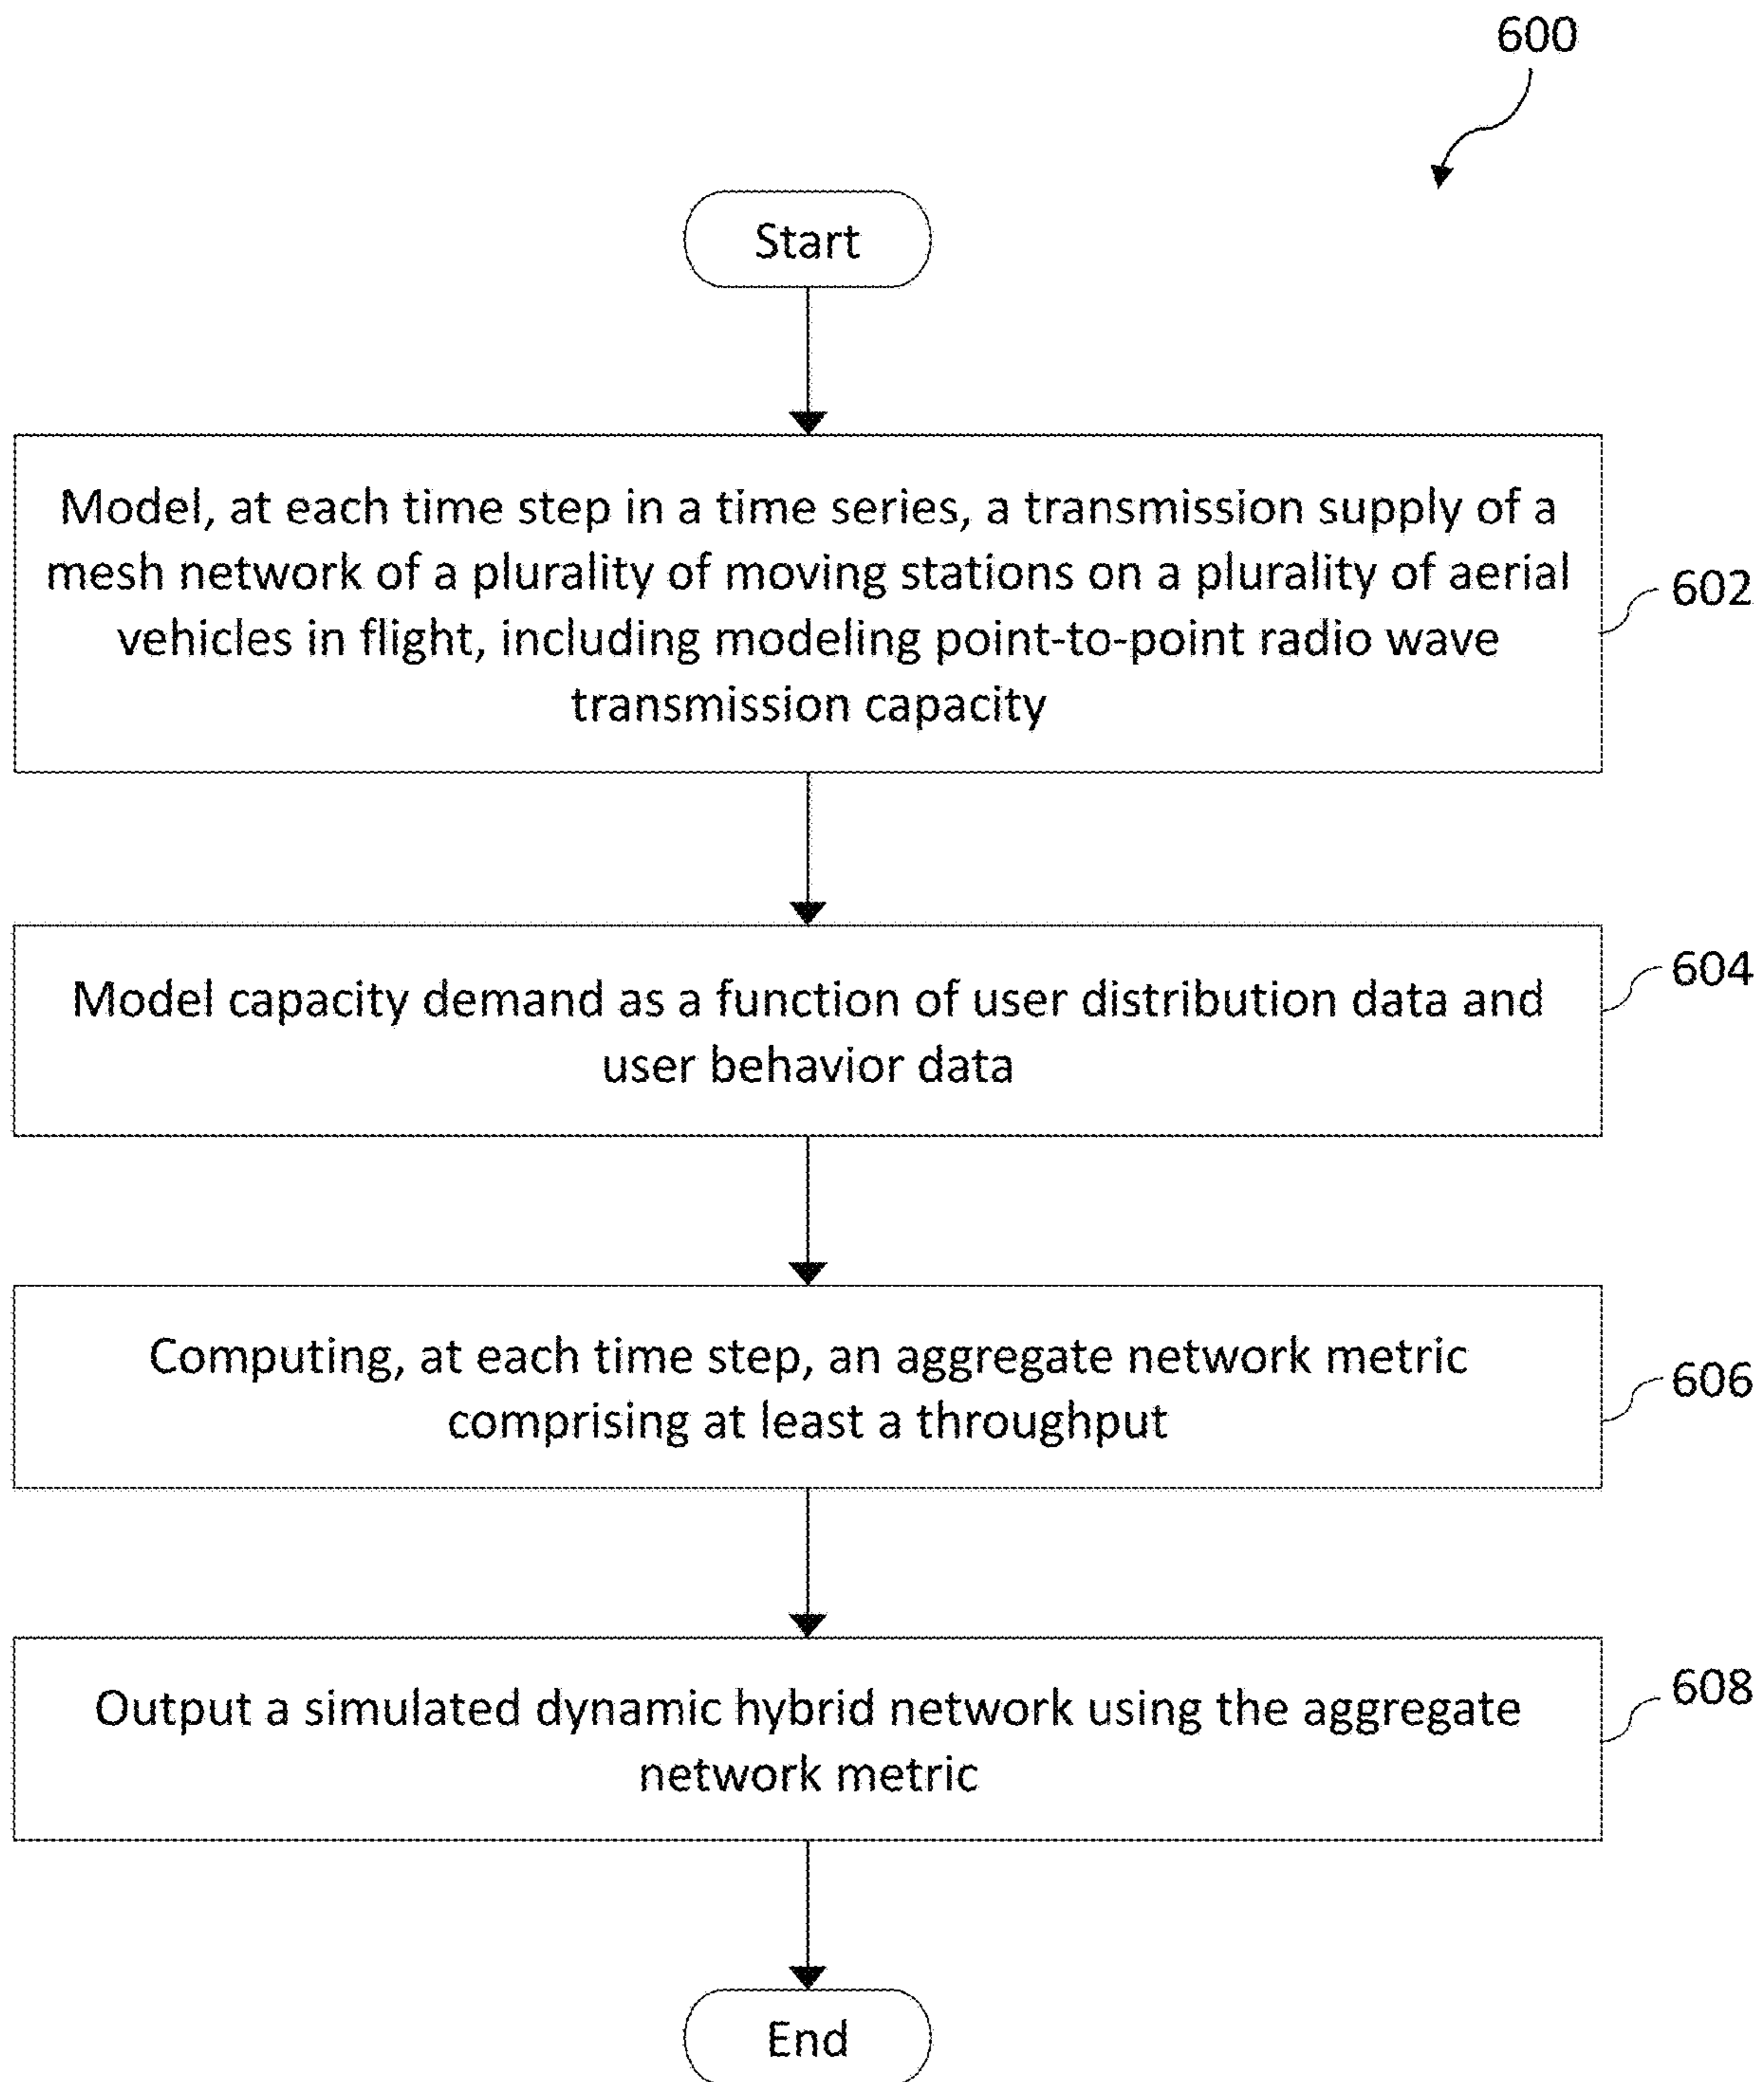 600
Start
Model, at each time step in a time series, a transmission supply of a
mesh network of a plurality of moving stations on a plurality of aerial
vehicles in flight, including modeling point-to-point radio wave
transmission capacity
602
Model capacity demand as a function of user distribution data and
user behavior data
604
Computing, at each time step, an aggregate network metric
comprising at least a throughput
606
Output a simulated dynamic hybrid network using the aggregate
network metric
608
End